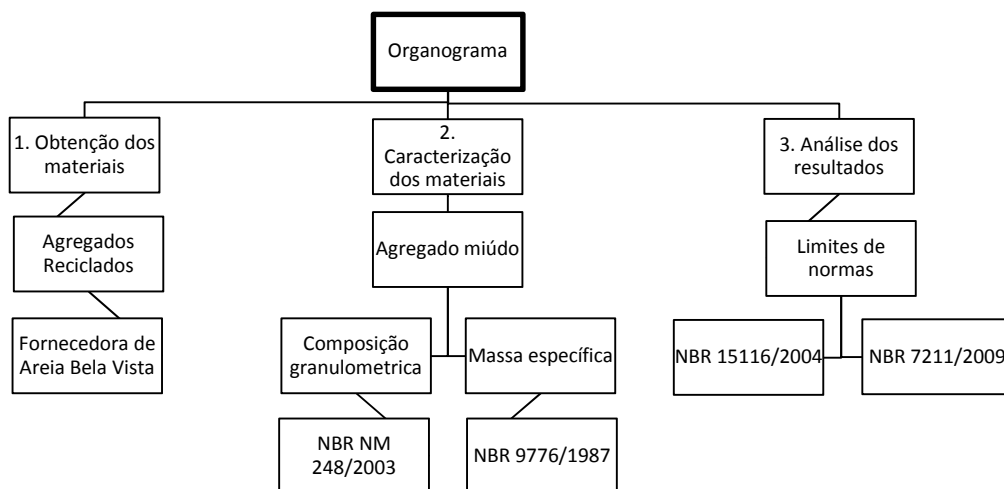 Organograma
1. Obtenção dos
materiais
2.
Caracterização
dos materiais
3. Análise dos
resultados
Agregados
Reciclados
Agregado miúdo
Limites de
normas
Fornecedora de
Areia Bela Vista
Composição
granulometrica
Massa específica
NBR 15116/2004
NBR 7211/2009
NBR NM
248/2003
NBR 9776/1987